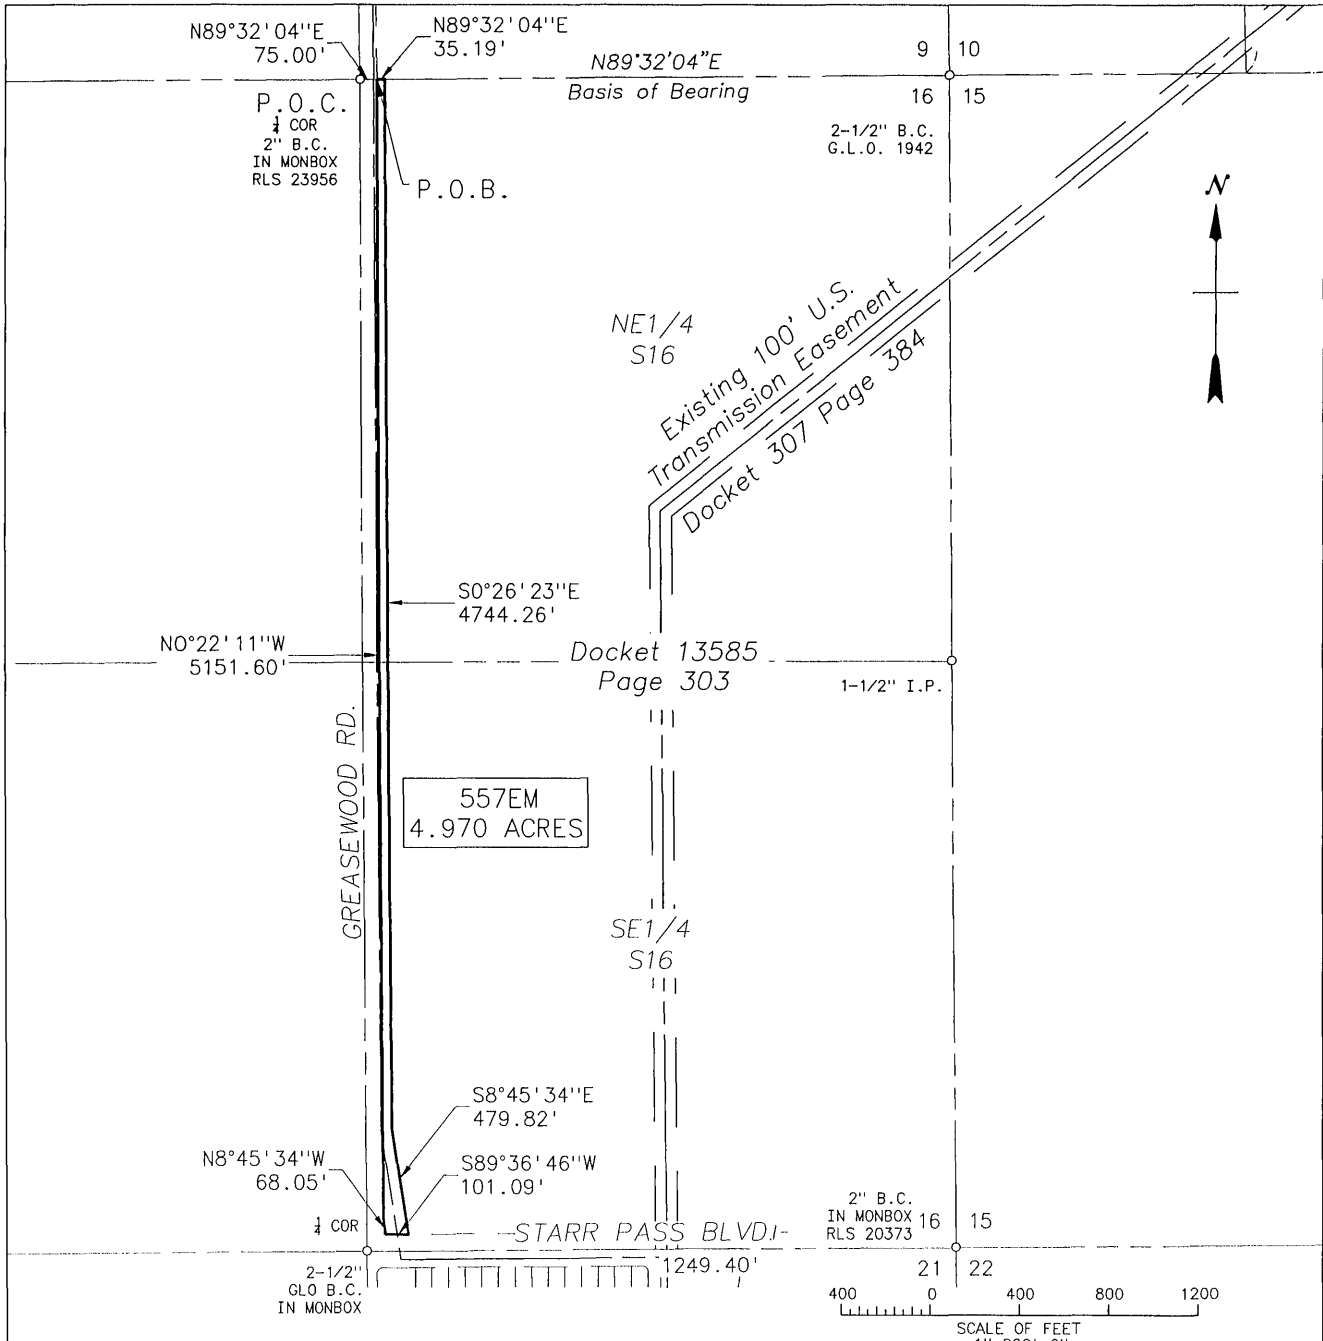 N89°32'04"E
75.00'
N89°32'04"E
35.19'
N89°32'04"E
Basis of Bearing
9 10
16 15
2-1/2" B.C.
G.L.O. 1942
P.O.C.
1/4 COR
2" B.C.
IN MONBOX
RLS 23956
P.O.B.
N
NE1/4
S16
Existing 100' U.S.
Transmission Easement
Docket 307 Page 384
S0°26'23"E
4744.26'
N0°22'11"W
5151.60'
Docket 13585
Page 303
1-1/2" I.P.
GREASEWOOD RD.
557EM
4.970 ACRES
SE1/4
S16
S8°45'34"E
479.82'
N8°45'34"W
68.05'
S89°36'46"W
101.09'
1/4 COR
STARR PASS BLVD.
2" B.C.
IN MONBOX
RLS 20373
16 15
21 22
1249.40'
2-1/2"
GLO B.C.
IN MONBOX
400 0 400 800 1200
SCALE OF FEET